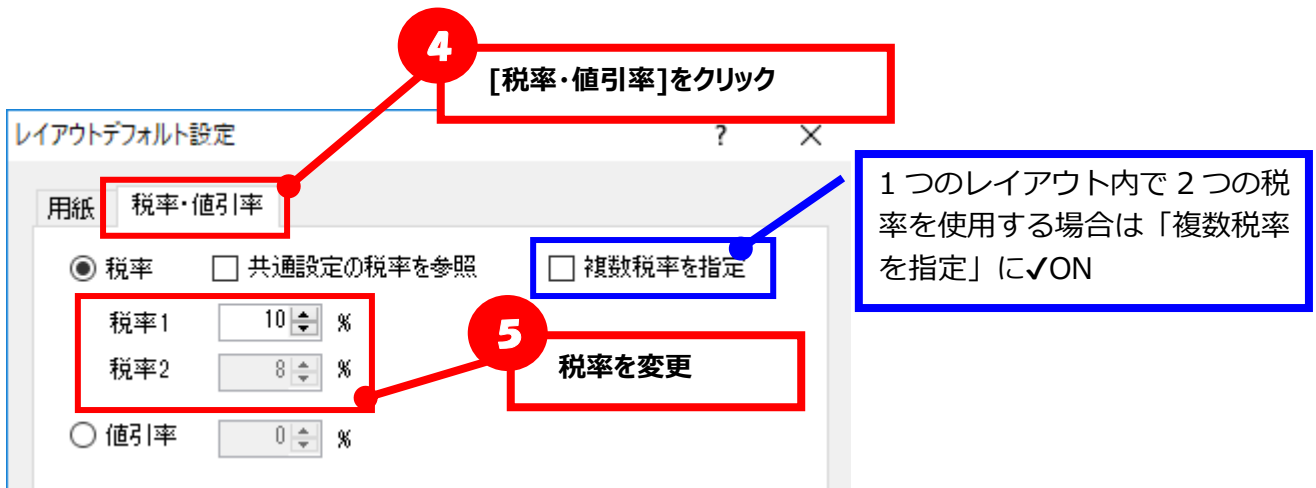 4
[税率・値引率]をクリック
レイアウトデフォルト設定 ? ×
用紙 税率・値引率
税率 共通設定の税率を参照 複数税率を指定
税率1 10 %
税率2 8 %
値引率 0 %
5
税率を変更
1つのレイアウト内で2つの税
率を使用する場合は「複数税率
を指定」に✔ON